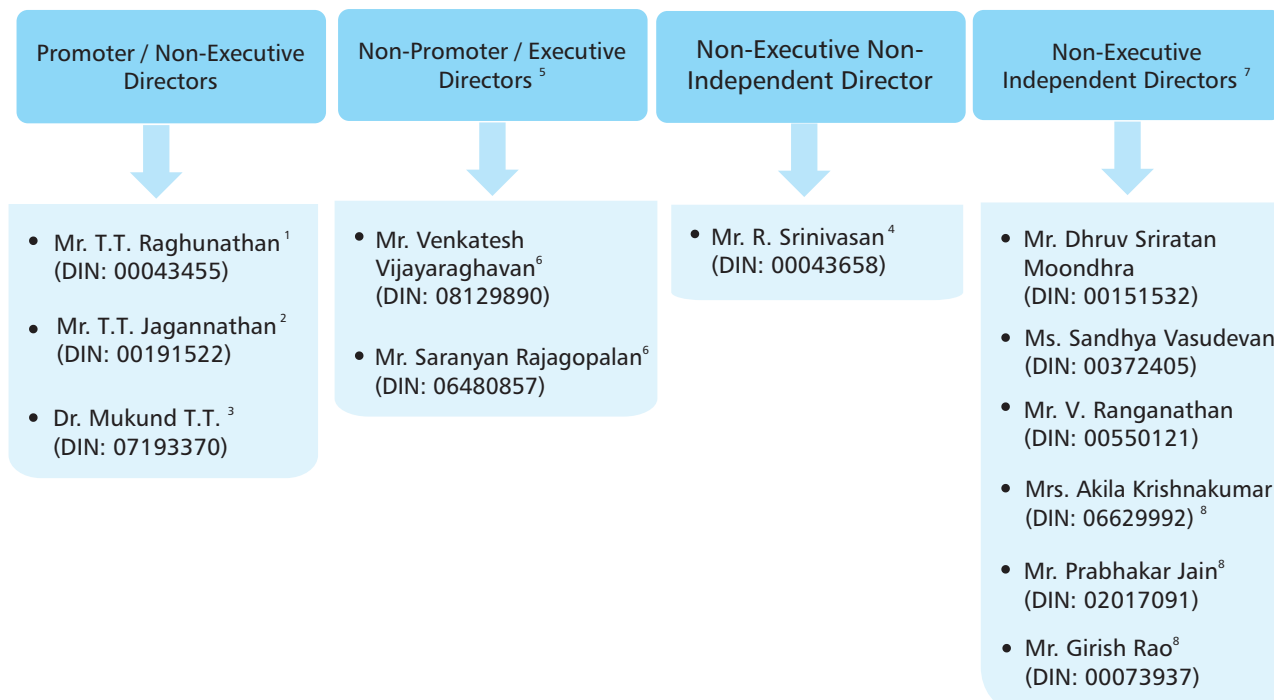 Promoter / Non-Executive
Directors
• Mr. T.T. Raghunathan ¹
(DIN: 00043455)
• Mr. T.T. Jagannathan ²
(DIN: 00191522)
• Dr. Mukund T.T. ³
(DIN: 07193370)
Non-Promoter / Executive
Directors ⁵
• Mr. Venkatesh
Vijayaraghavan⁶
(DIN: 08129890)
• Mr. Saranyan Rajagopalan⁶
(DIN: 06480857)
Non-Executive Non-
Independent Director
• Mr. R. Srinivasan⁴
(DIN: 00043658)
Non-Executive
Independent Directors ⁷
• Mr. Dhruv Sriratan
Moondhra
(DIN: 00151532)
• Ms. Sandhya Vasudevan
(DIN: 00372405)
• Mr. V. Ranganathan
(DIN: 00550121)
• Mrs. Akila Krishnakumar
(DIN: 06629992) ⁸
• Mr. Prabhakar Jain⁸
(DIN: 02017091)
• Mr. Girish Rao⁸
(DIN: 00073937)